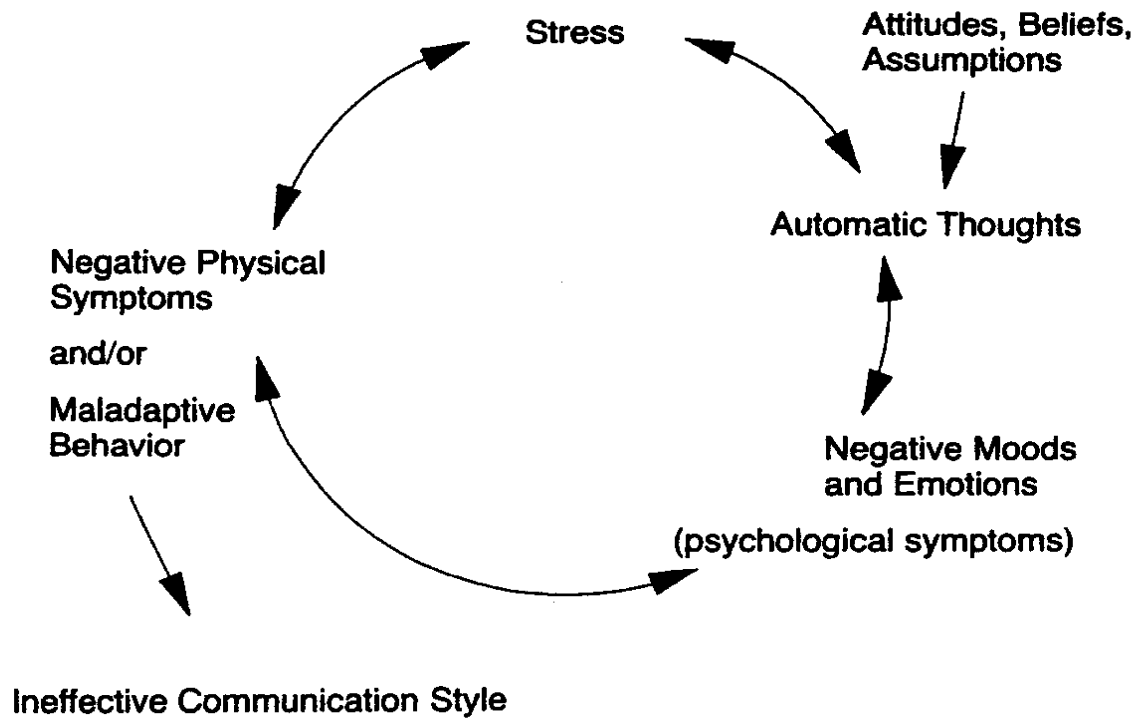 Stress
Attitudes, Beliefs,
Assumptions
Automatic Thoughts
Negative Physical
Symptoms
and/or
Maladaptive
Behavior
Negative Moods
and Emotions
(psychological symptoms)
Ineffective Communication Style